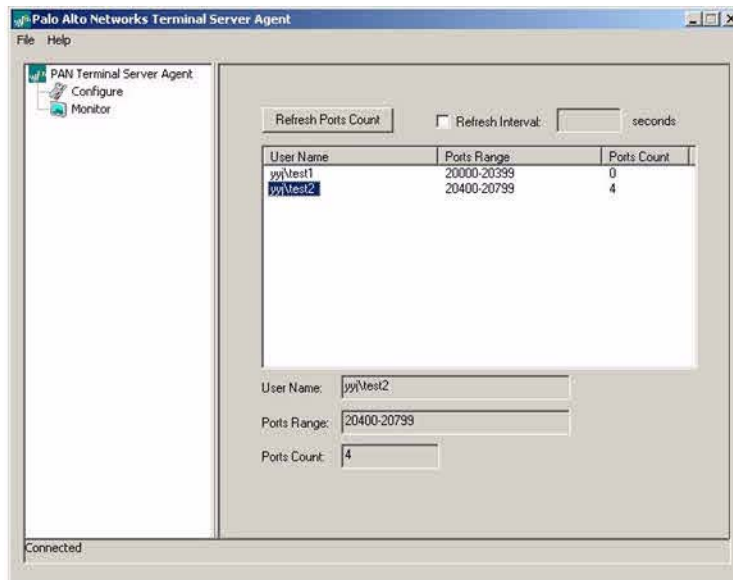 Palo Alto Networks Terminal Server Agent
File Help
PAN Terminal Server Agent
Configure
Monitor
Refresh Ports Count
Refresh Interval: seconds
User Name Ports Range Ports Count
yyj\test1 20000-20399 0
yyj\test2 20400-20799 4
User Name: yyj\test2
Ports Range: 20400-20799
Ports Count: 4
Connected